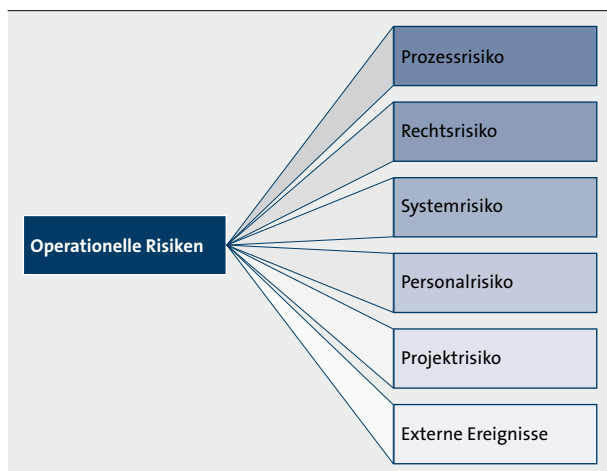 Operationelle Risiken
Prozessrisiko
Rechtsrisiko
Systemrisiko
Personalrisiko
Projektrisiko
Externe Ereignisse